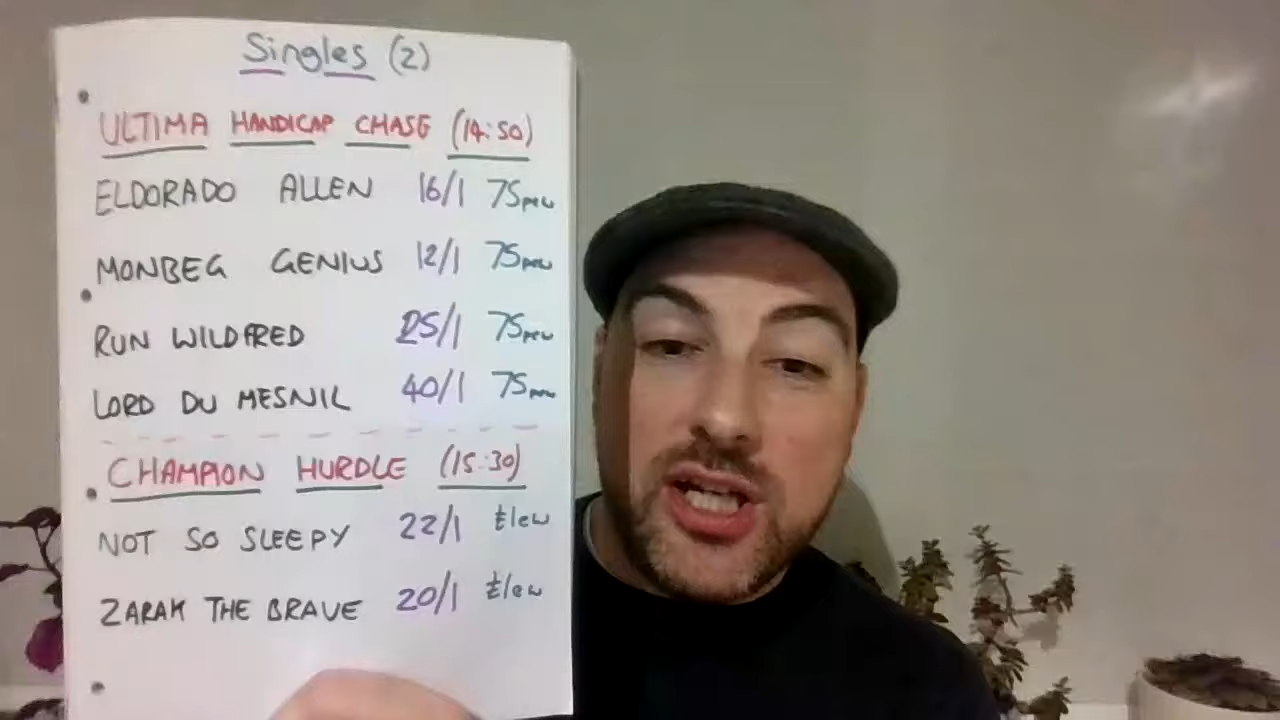 Singles (2)
ULTIMA HANDICAP CHASE (14:50)
ELDORADO ALLEN 16/1 75pew
MONBEG GENIUS 12/1 75pew
RUN WILDFRED 25/1 75pew
LORD DU MESNIL 40/1 75pew
CHAMPION HURDLE (15:30)
NOT SO SLEEPY 22/1 £1ew
ZARAK THE BRAVE 20/1 £1ew